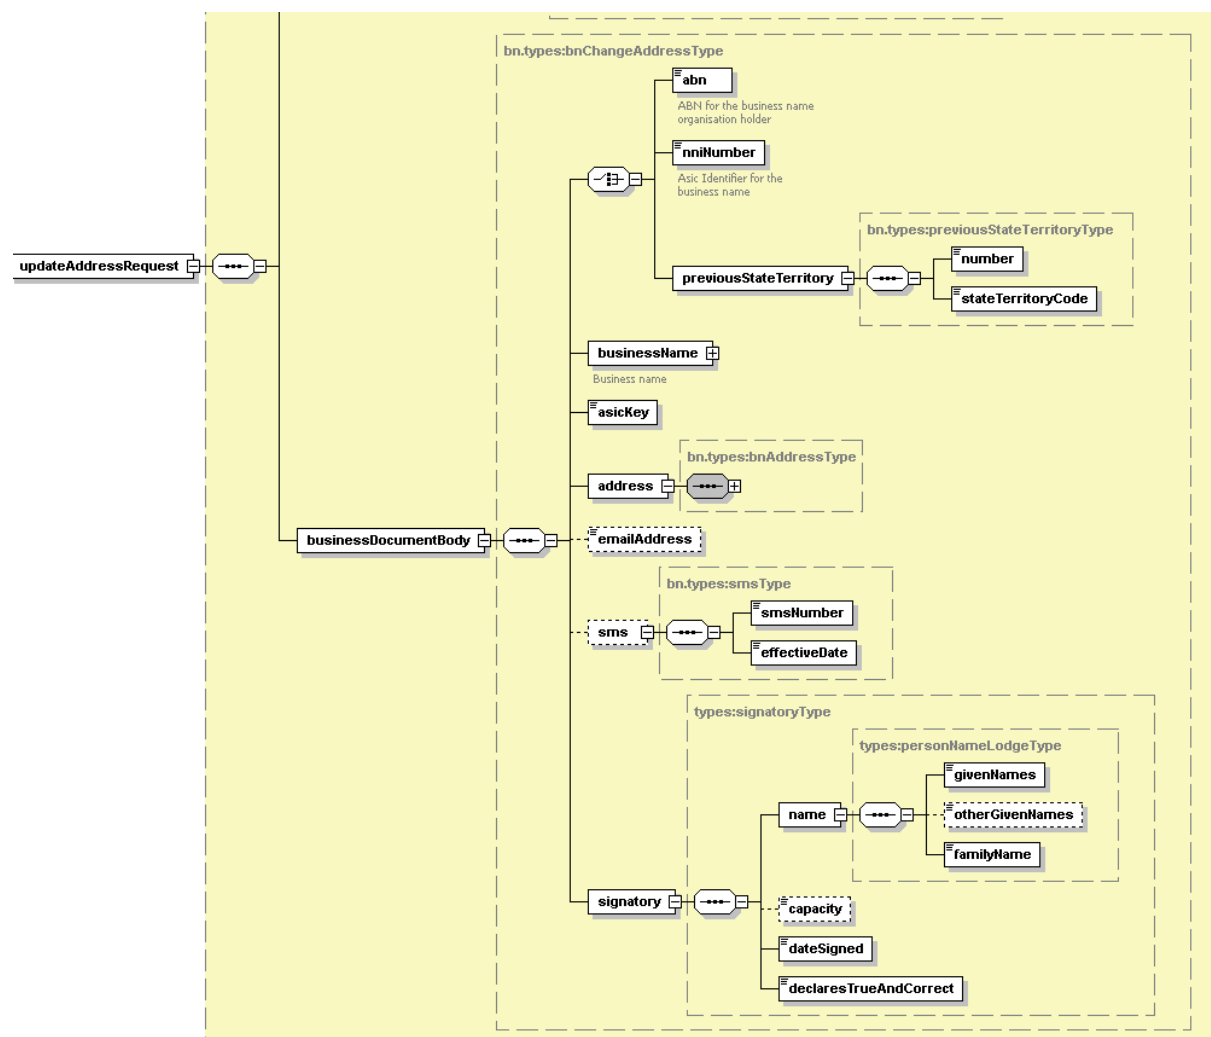 bn.types:bnChangeAddressType
abn
ABN for the business name
organisation holder
nniNumber
Asic Identifier for the
business name
bn.types:previousStateTerritoryType
number
updateAddressRequest
previousStateTerritory
stateTerritoryCode
businessName
Business name
asicKey
bn.types:bnAddressType
address
businessDocumentBody
emailAddress
bn.types:smsType
smsNumber
sms
effectiveDate
types:signatoryType
types:personNameLodgeType
givenNames
name
otherGivenNames
familyName
signatory
capacity
dateSigned
declaresTrueAndCorrect